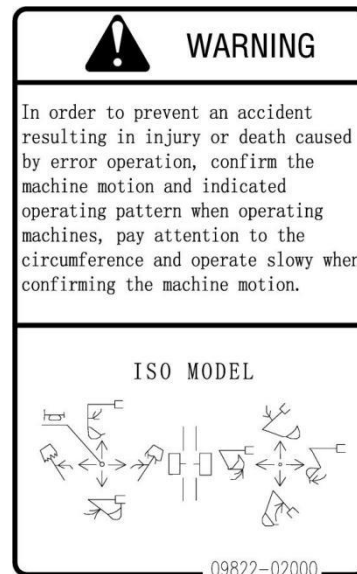 WARNING
In order to prevent an accident
resulting in injury or death caused
by error operation, confirm the
machine motion and indicated
operating pattern when operating
machines, pay attention to the
circumference and operate slowy when
confirming the machine motion.
ISO MODEL
09822-02000